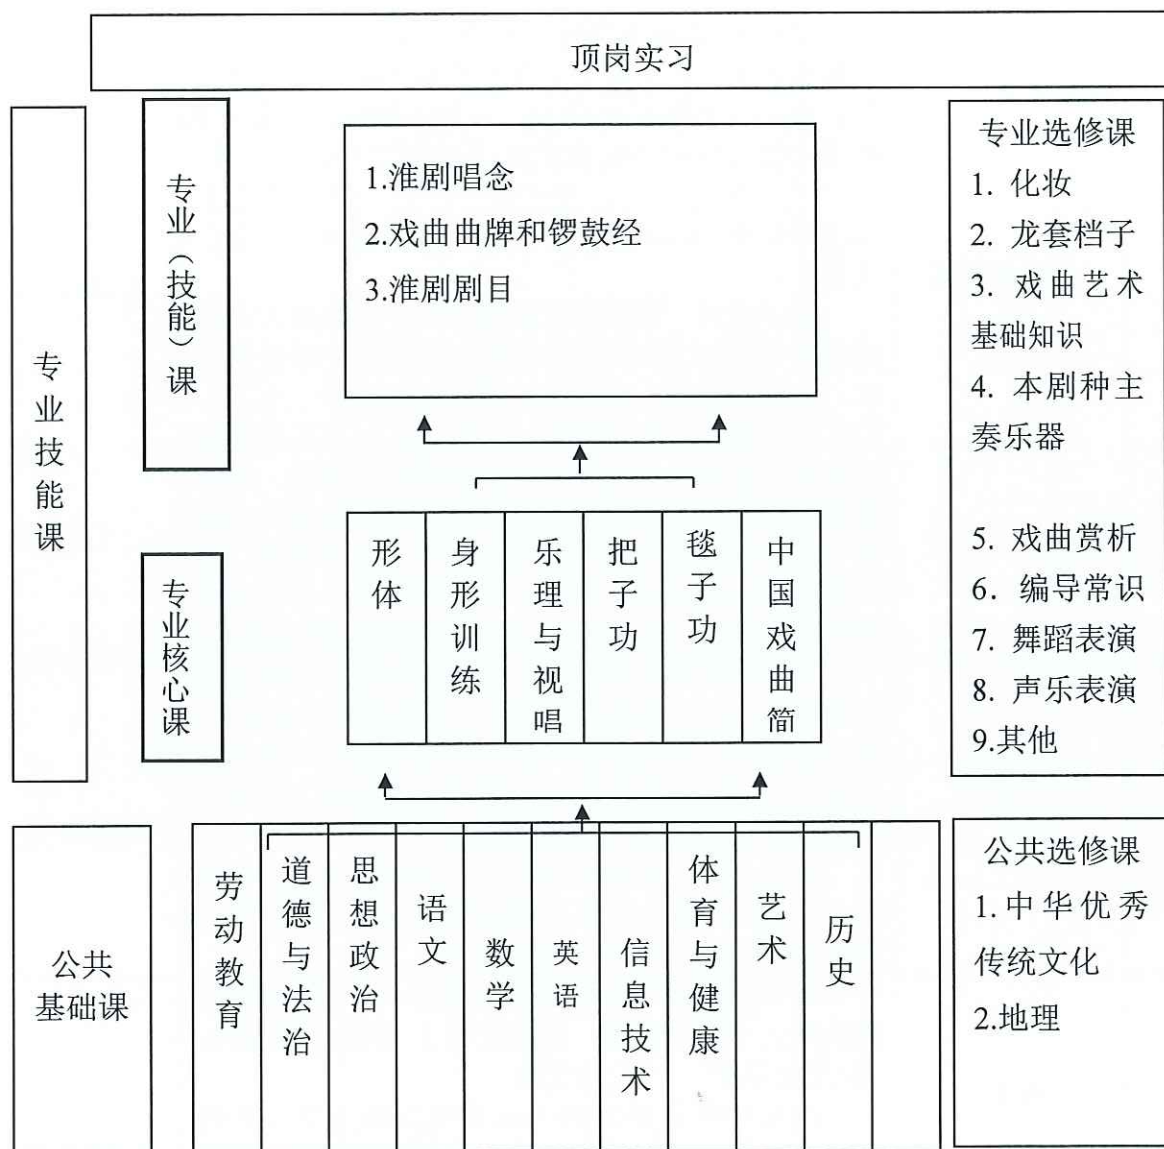 顶岗实习
专业技能课
专业（技能）课
1.淮剧唱念
2.戏曲曲牌和锣鼓经
3.淮剧剧目
专业选修课
1. 化妆
2. 龙套档子
3. 戏曲艺术
基础知识
4. 本剧种主
奏乐器
5. 戏曲赏析
6. 编导常识
7. 舞蹈表演
8. 声乐表演
9.其他
专业核心课
形体
身形训练
乐理与视唱
把子功
毯子功
中国戏曲简
公共
基础课
劳动教育
道德与法治
思想政治
语文
数学
英语
信息技术
体育与健康
艺术
历史
公共选修课
1.中华优秀
传统文化
2.地理